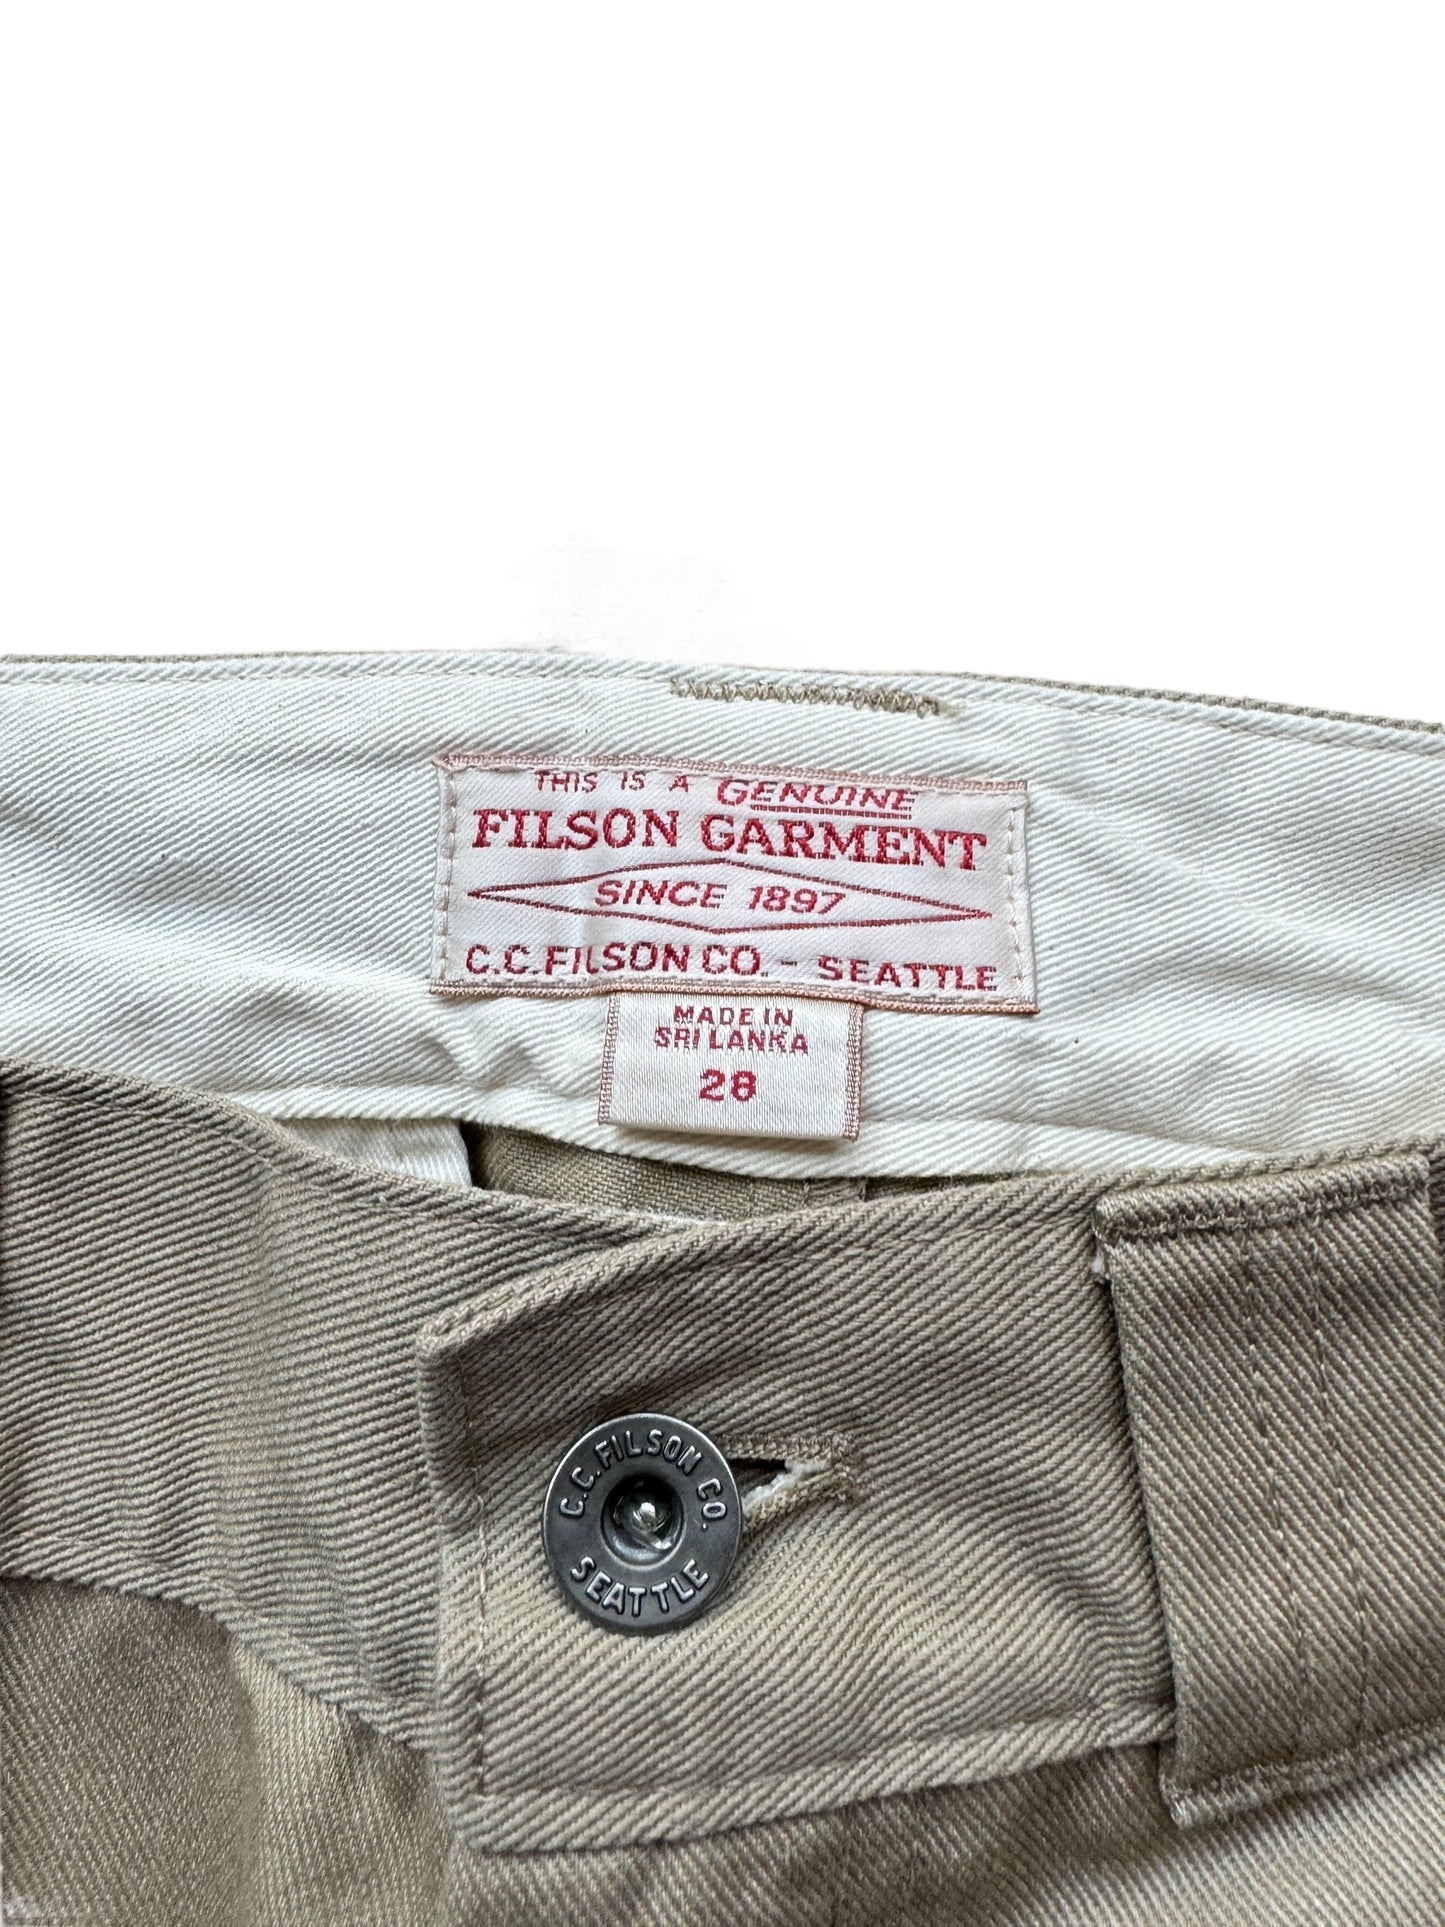 THIS IS A GENUINE
FILSON GARMENT
SINCE 1897
C.C. FILSON CO. - SEATTLE
MADE IN
SRI LANKA
28
C.C. FILSON CO.
SEATTLE